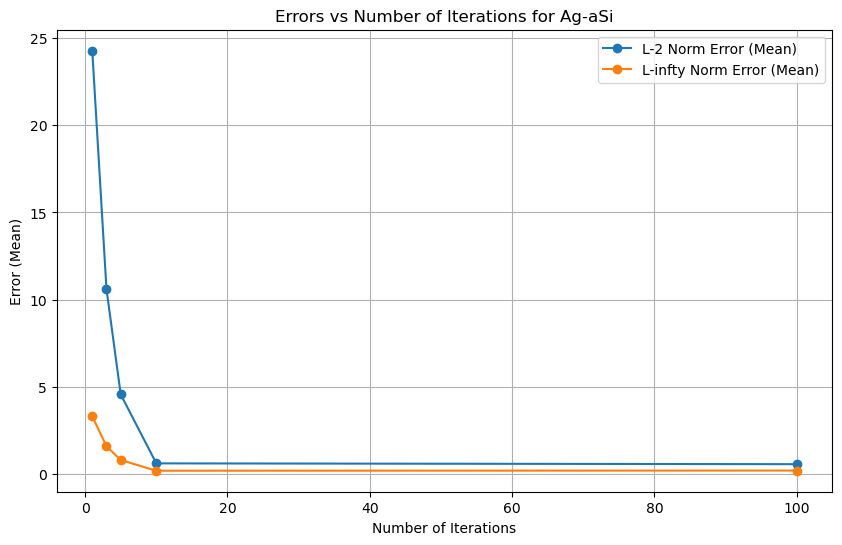 Errors vs Number of Iterations for Ag-aSi
L-2 Norm Error (Mean)
L-infty Norm Error (Mean)
Error (Mean)
25
20
15
10
5
0
0 20 40 60 80 100
Number of Iterations